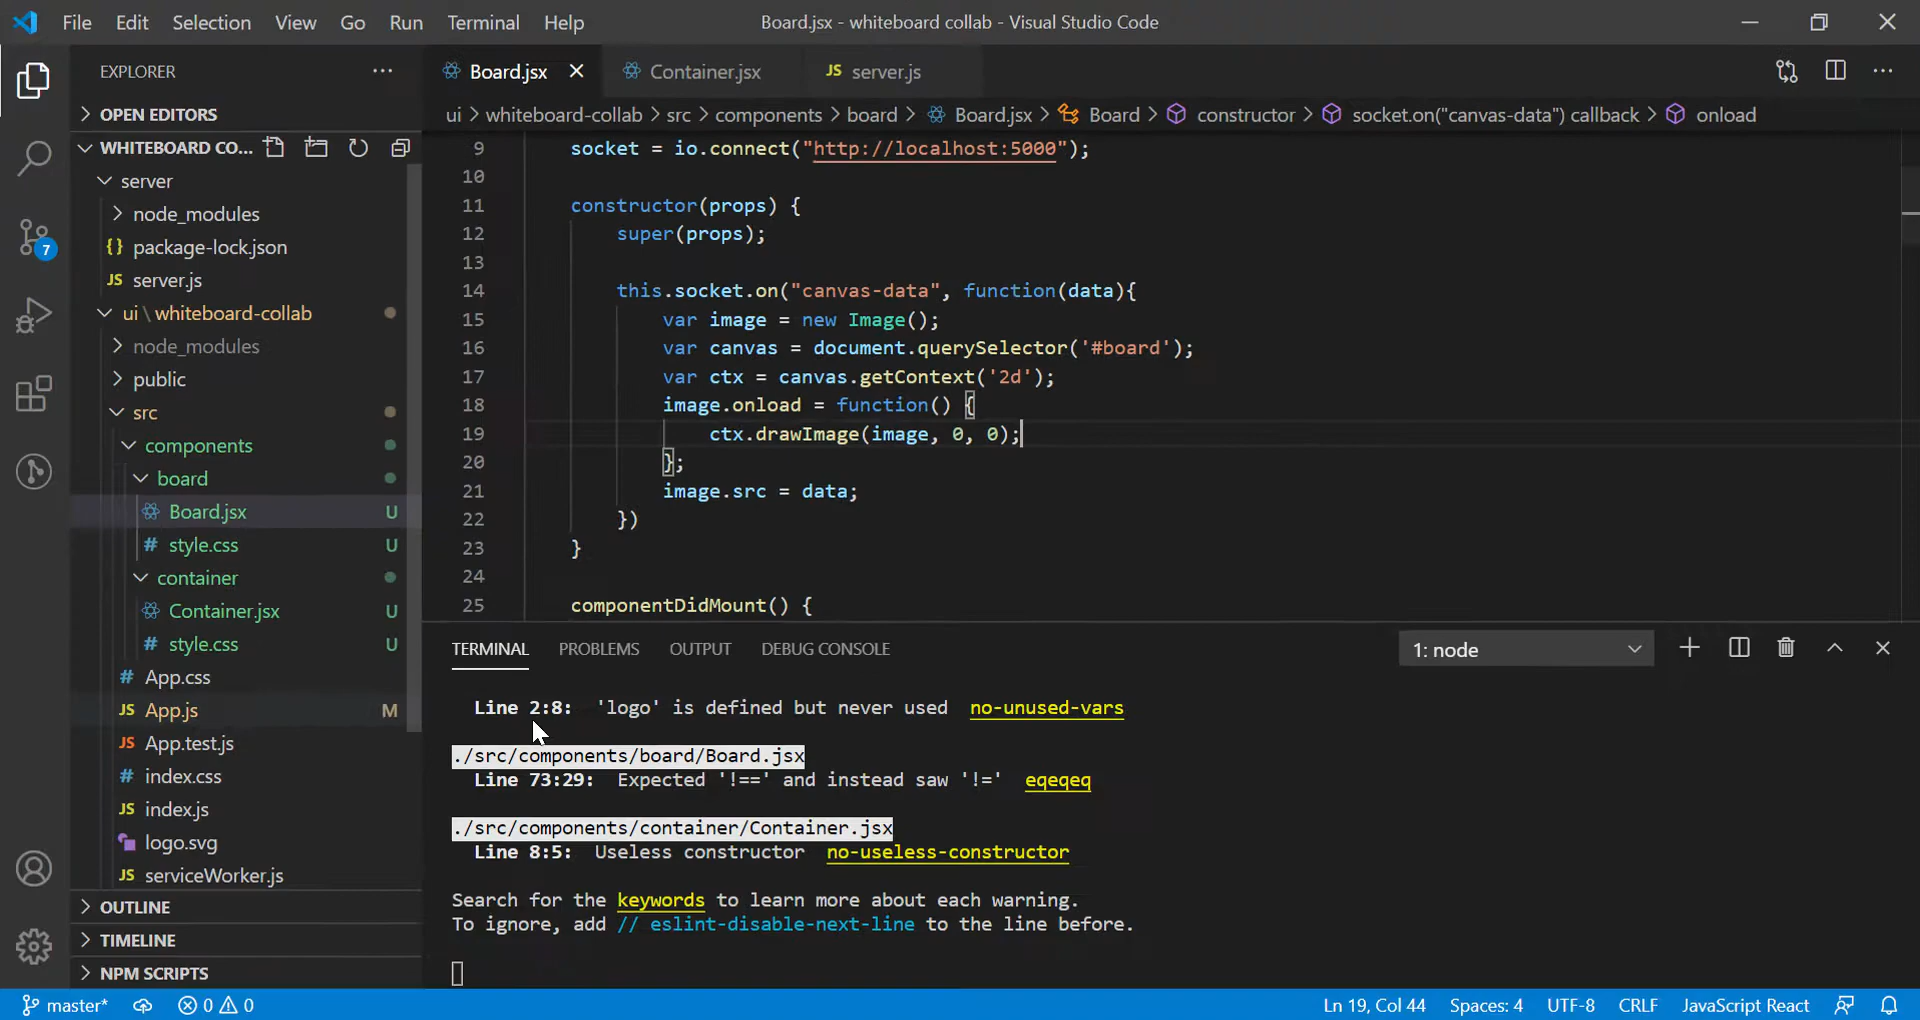 File Edit Selection View Go Run Terminal Help Board.jsx - whiteboard collab - Visual Studio Code
EXPLORER
OPEN EDITORS
WHITEBOARD CO...
server
node_modules
{} package-lock.json
JS server.js
ui \ whiteboard-collab
node_modules
public
src
components
board
Board.jsx U
# style.css U
container
Container.jsx U
# style.css U
# App.css
JS App.js M
JS App.test.js
# index.css
JS index.js
logo.svg
JS serviceWorker.js
OUTLINE
TIMELINE
NPM SCRIPTS
7
Board.jsx Container.jsx JS server.js
ui > whiteboard-collab > src > components > board > Board.jsx > Board > constructor > socket.on("canvas-data") callback > onload
9 socket = io.connect("http://localhost:5000");
10
11 constructor(props) {
12 super(props);
13
14 this.socket.on("canvas-data", function(data){
15 var image = new Image();
16 var canvas = document.querySelector('#board');
17 var ctx = canvas.getContext('2d');
18 image.onload = function() {
19 ctx.drawImage(image, 0, 0);
20 };
21 image.src = data;
22 })
23 }
24
25 componentDidMount() {
TERMINAL PROBLEMS OUTPUT DEBUG CONSOLE 1: node
Line 2:8: 'logo' is defined but never used no-unused-vars
./src/components/board/Board.jsx
Line 73:29: Expected '!==' and instead saw '!=' eqeqeq
./src/components/container/Container.jsx
Line 8:5: Useless constructor no-useless-constructor
Search for the keywords to learn more about each warning.
To ignore, add // eslint-disable-next-line to the line before.
master* 0 0 Ln 19, Col 44 Spaces: 4 UTF-8 CRLF JavaScript React